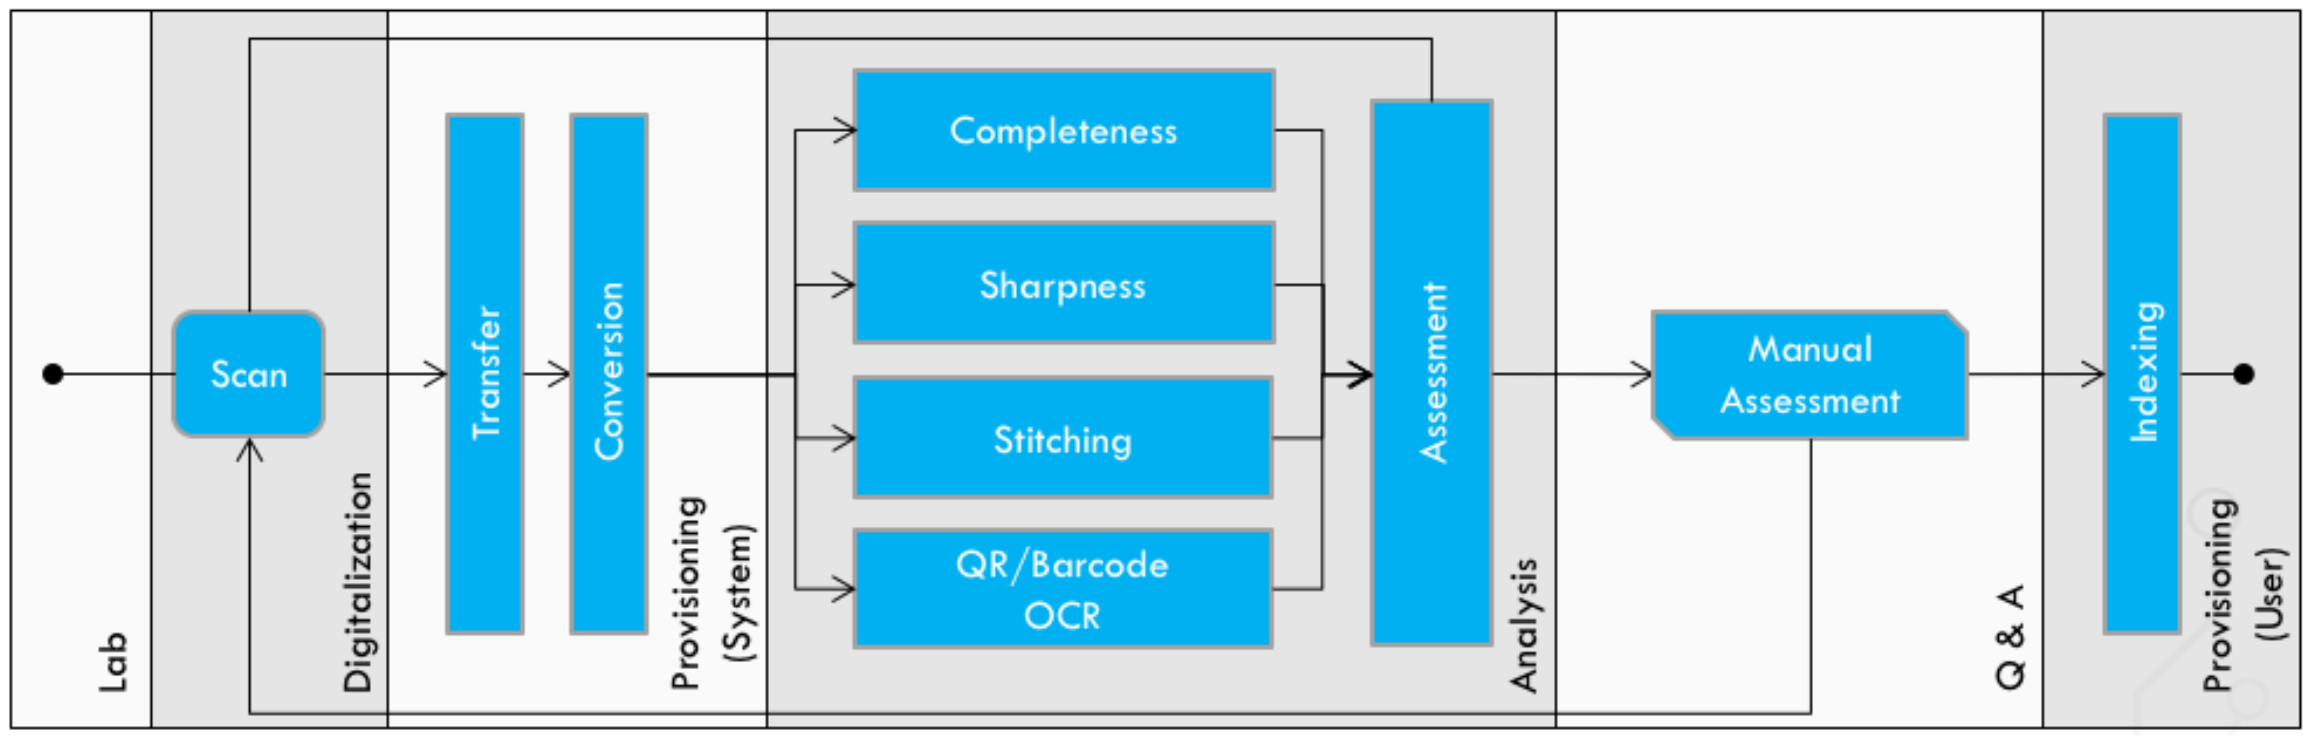 Lab
Scan
Digitalization
Transfer
Conversion
Provisioning
(System)
Completeness
Sharpness
Stitching
QR/Barcode
OCR
Assessment
Analysis
Manual
Assessment
Q & A
Indexing
Provisioning
(User)